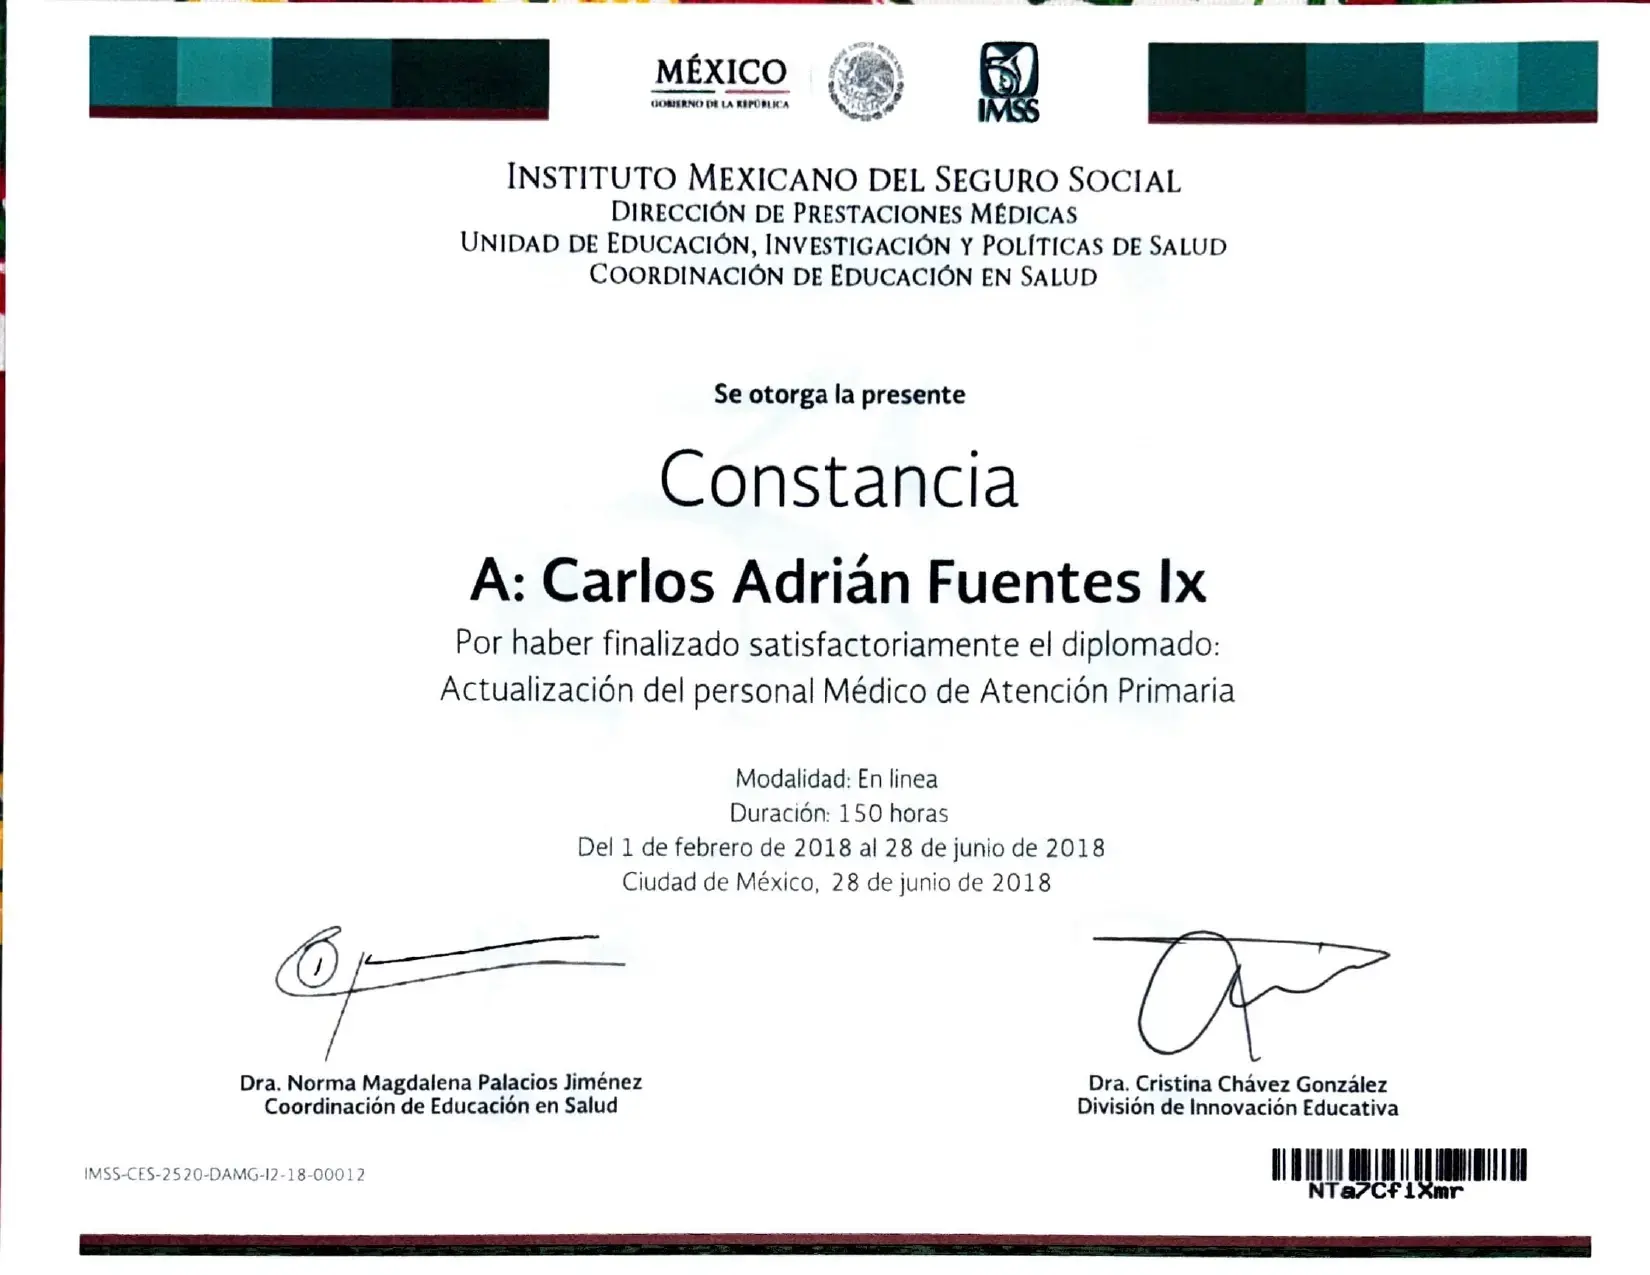 MÉXICO
GOBIERNO DE LA REPÚBLICA
IMSS
INSTITUTO MEXICANO DEL SEGURO SOCIAL
DIRECCIÓN DE PRESTACIONES MÉDICAS
UNIDAD DE EDUCACIÓN, INVESTIGACIÓN Y POLÍTICAS DE SALUD
COORDINACIÓN DE EDUCACIÓN EN SALUD
Se otorga la presente
Constancia
A: Carlos Adrián Fuentes Ix
Por haber finalizado satisfactoriamente el diplomado:
Actualización del personal Médico de Atención Primaria
Modalidad: En linea
Duración: 150 horas
Del 1 de febrero de 2018 al 28 de junio de 2018
Ciudad de México, 28 de junio de 2018
Dra. Norma Magdalena Palacios Jiménez
Coordinación de Educación en Salud
Dra. Cristina Chávez González
División de Innovación Educativa
IMSS-CES-2520-DAMG-I2-18-00012
NTa7CfiXmr